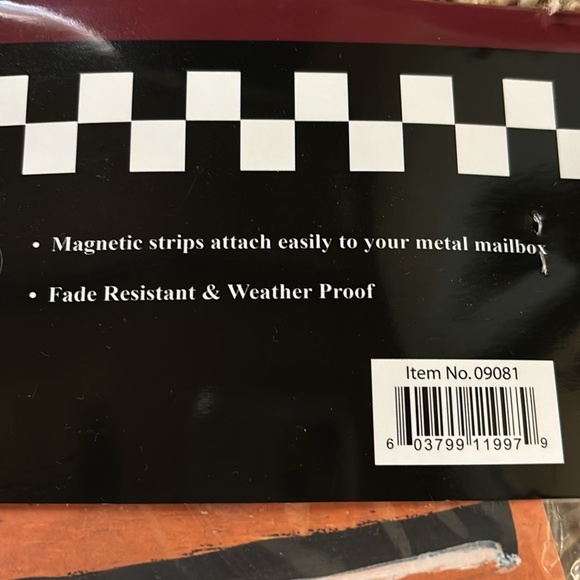 • Magnetic strips attach easily to your metal mailbox
• Fade Resistant & Weather Proof
Item No. 09081
6 03799 11997 9